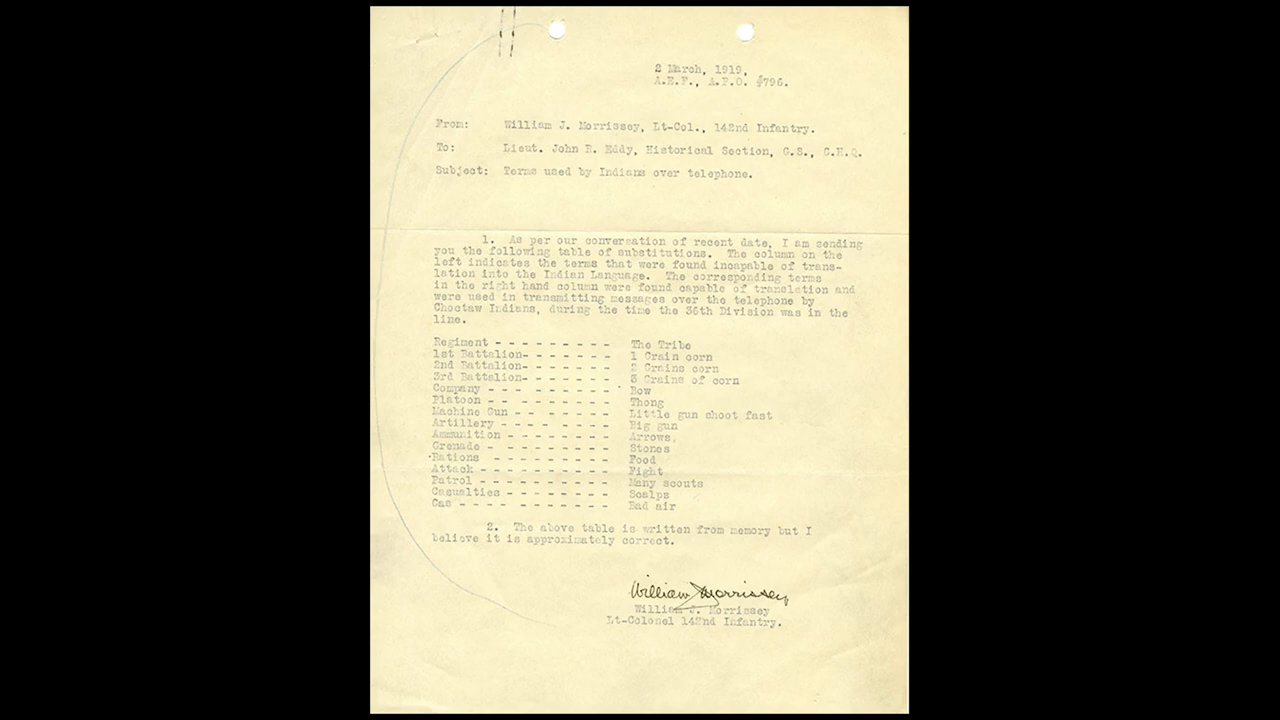 2 March, 1919,
A.E.F., A.P.O. #796.
From: William J. Morrissey, Lt-Col., 142nd Infantry.
To: Lieut. John R. Eddy, Historical Section, G.S., G.H.Q.
Subject: Terms used by Indians over telephone.
1. As per our conversation of recent date, I am sending
you the following table of substitutions. The column on the
left indicates the terms that were found incapable of trans-
lation into the Indian Language. The corresponding terms
in the right hand column were found capable of translation and
were used in transmitting messages over the telephone by
Choctaw Indians, during the time the 36th Division was in the
line.
Regiment - - - - - - - - - The Tribe
1st Battalion- - - - - - - 1 Grain corn
2nd Battalion- - - - - - - 2 Grains corn
3rd Battalion- - - - - - - 3 Grains of corn
Company - - - - - - - - - Bow
Platoon - - - - - - - - - Thong
Machine Gun - - - - - - - Little gun shoot fast
Artillery - - - - - - - - - Big gun
Ammunition - - - - - - - - Arrows.
Grenade - - - - - - - - - Stones
Rations - - - - - - - - - Food
Attack - - - - - - - - - - Fight
Patrol - - - - - - - - - - Many scouts
Casualties - - - - - - - - Scalps
Gas - - - - - - - - - - Bad air
2. The above table is written from memory but I
believe it is approximately correct.
William J Morrissey
William J. Morrissey
Lt-Colonel 142nd Infantry.